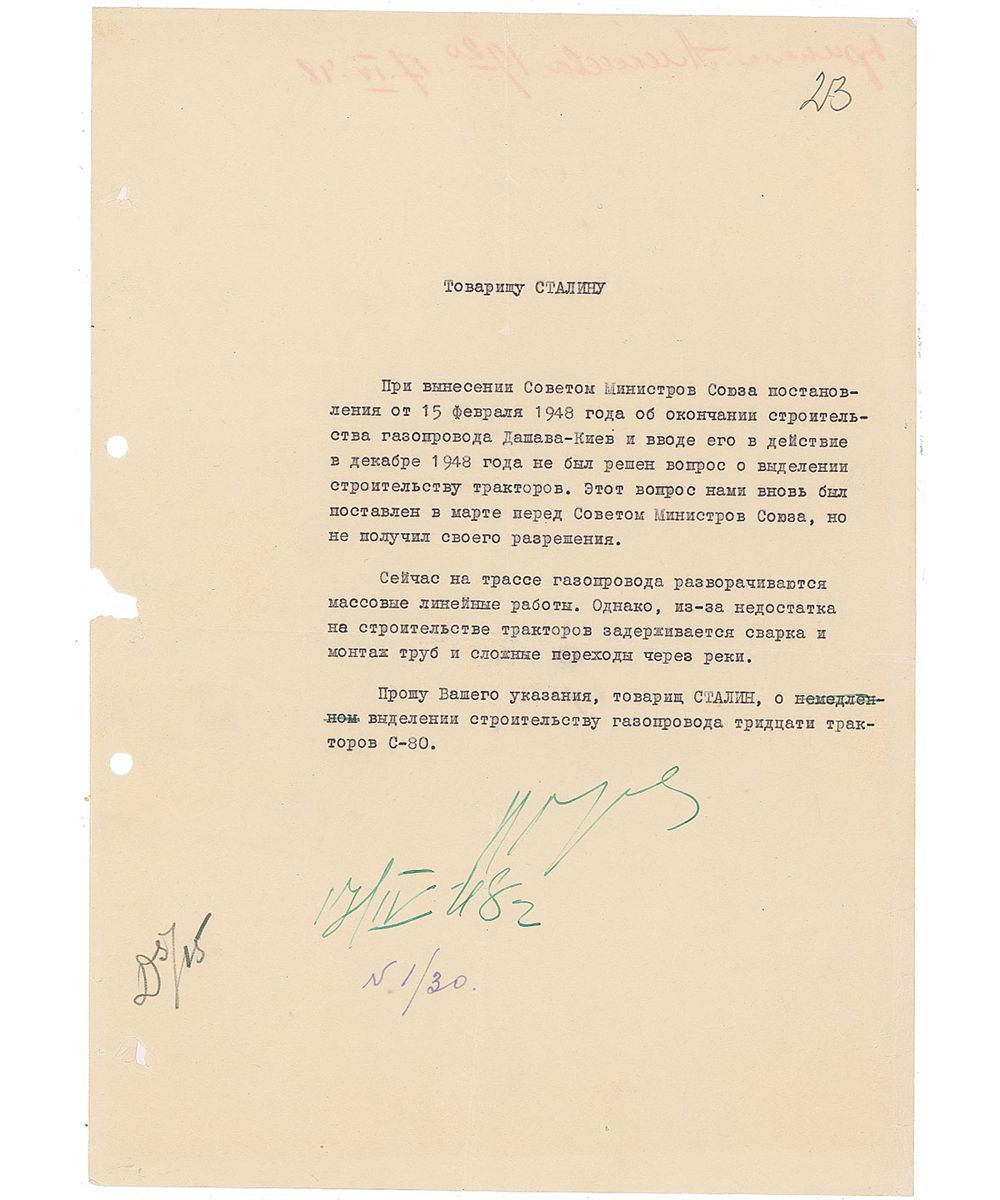 23
Товарищу СТАЛИНУ
При вынесении Советом Министров Союза постанов-
ления от 15 февраля 1948 года об окончании строитель-
ства газопровода Дашава-Киев и вводе его в действие
в декабре 1948 года не был решен вопрос о выделении
строительству тракторов. Этот вопрос нами вновь был
поставлен в марте перед Советом Министров Союза, но
не получил своего разрешения.
Сейчас на трассе газопровода разворачиваются
массовые линейные работы. Однако, из-за недостатка
на строительстве тракторов задерживается сварка и
монтаж труб и сложные переходы через реки.
Прошу Вашего указания, товарищ СТАЛИН, о немедлен-
ном выделении строительству газопровода тридцати трак-
торов С-80.
17/IV-48г
N 1/30.